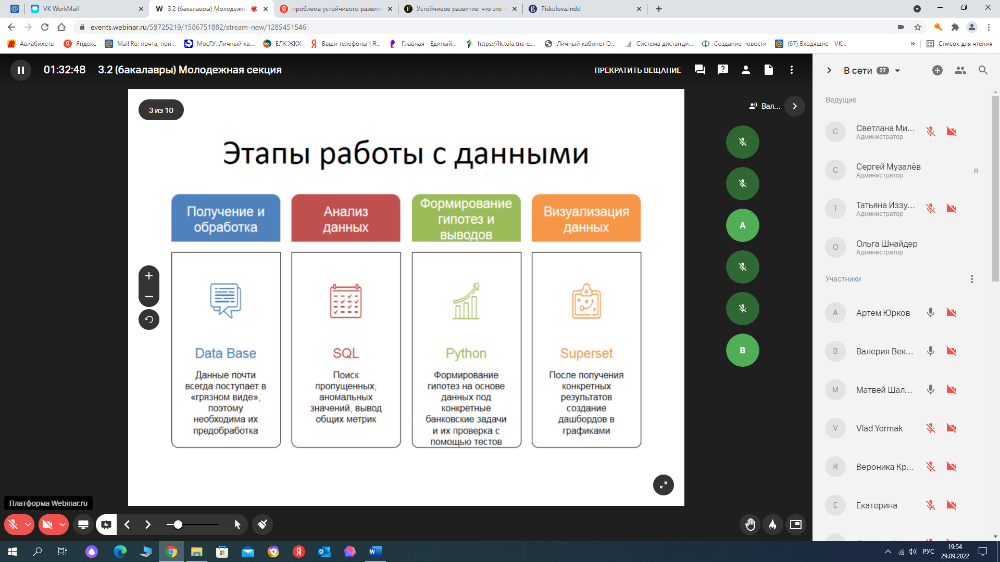 VK WorkMail
3.2 (бакалавры) Молодежна
проблема устойчивого развити
Устойчивое развитие: что это та
Piskulova.indd
events.webinar.ru/59725219/1586751882/stream-new/1285451546
Авиабилеты
Яндекс
Mail.Ru: почта, пои...
МосГУ. Личный ка...
ЕЛК ЖКХ
Ваши телефоны | Я...
Главная - Единый...
https://lk.tula.tns-e....
Личный кабинет О...
Система дистанци...
Создание новости
(67) Входящие - VK...
»
Список для чтения
01:32:48
3.2 (бакалавры) Молодежная секция
ПРЕКРАТИТЬ ВЕЩАНИЕ
3 из 10
Этапы работы с данными
Получение и
обработка
Data Base
Данные почти
всегда поступает в
«грязном виде»,
поэтому
необходима их
предобработка
Анализ
данных
SQL
Поиск
пропущенных,
аномальных
значений, вывод
общих метрик
Формирование
гипотез и
выводов
Python
Формирование
гипотез на основе
данных под
конкретные
банковские задачи
и их проверка с
помощью тестов
Визуализация
данных
Superset
После получения
конкретных
результатов
создание
дашбордов в
графиками
Вал...
A
B
В сети 27
Ведущие
С
Светлана Ми...
Администратор
С
Сергей Музалёв
Администратор
я
Т
Татьяна Иззу...
Администратор
О
Ольга Шнайдер
Администратор
Участники
А
Артем Юрков
В
Валерия Век...
М
Матвей Шал...
V
Vlad Yermak
В
Вероника Кр...
Е
Екатерина
Платформа Webinar.ru
РУС
19:54
29.09.2022